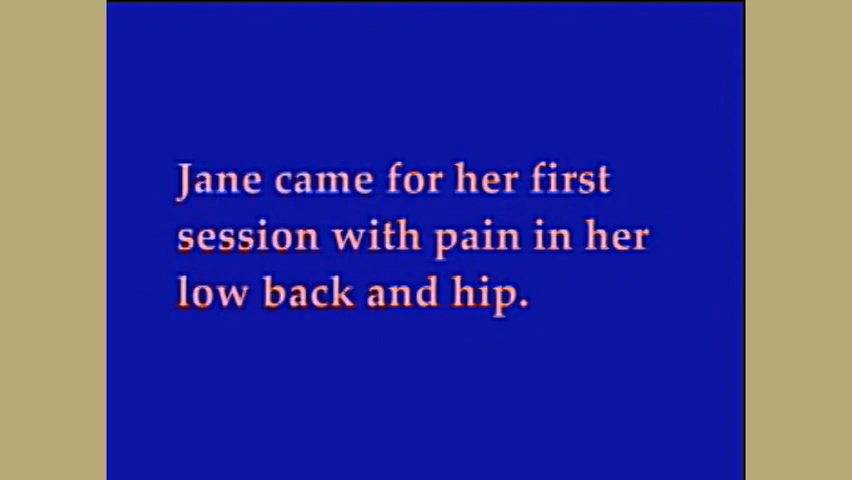 Jane came for her first
session with pain in her
low back and hip.